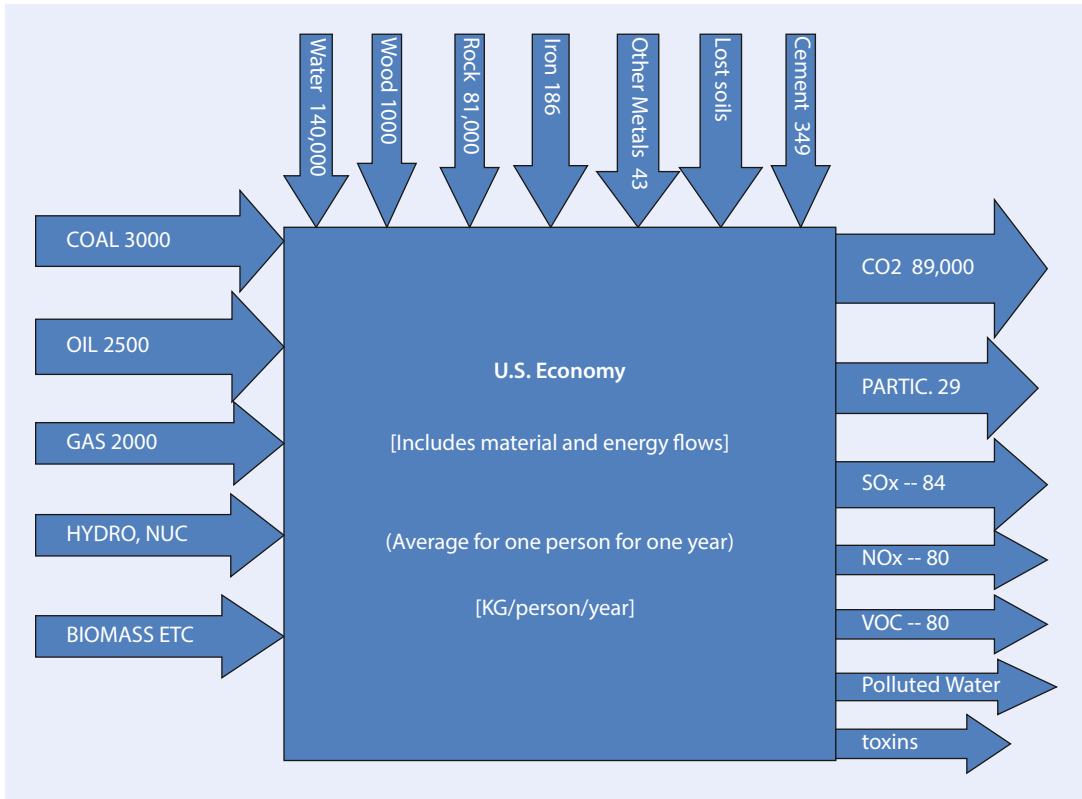 Water 140,000
Wood 1000
Rock 81,000
Iron 186
Other Metals 43
Lost soils
Cement 349
COAL 3000
OIL 2500
GAS 2000
HYDRO, NUC
BIOMASS ETC
U.S. Economy
[Includes material and energy flows]
(Average for one person for one year)
[KG/person/year]
CO2 89,000
PARTIC. 29
SOx -- 84
NOx -- 80
VOC -- 80
Polluted Water
toxins